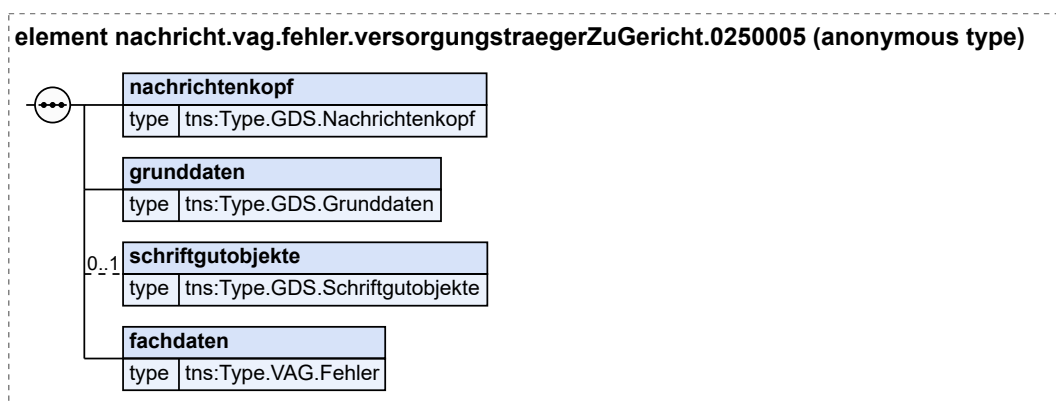 element nachricht.vag.fehler.versorgungstraegerZuGericht.0250005 (anonymous type)
nachrichtenkopf
type tns:Type.GDS.Nachrichtenkopf
grunddaten
type tns:Type.GDS.Grunddaten
0..1
schriftgutobjekte
type tns:Type.GDS.Schriftgutobjekte
fachdaten
type tns:Type.VAG.Fehler